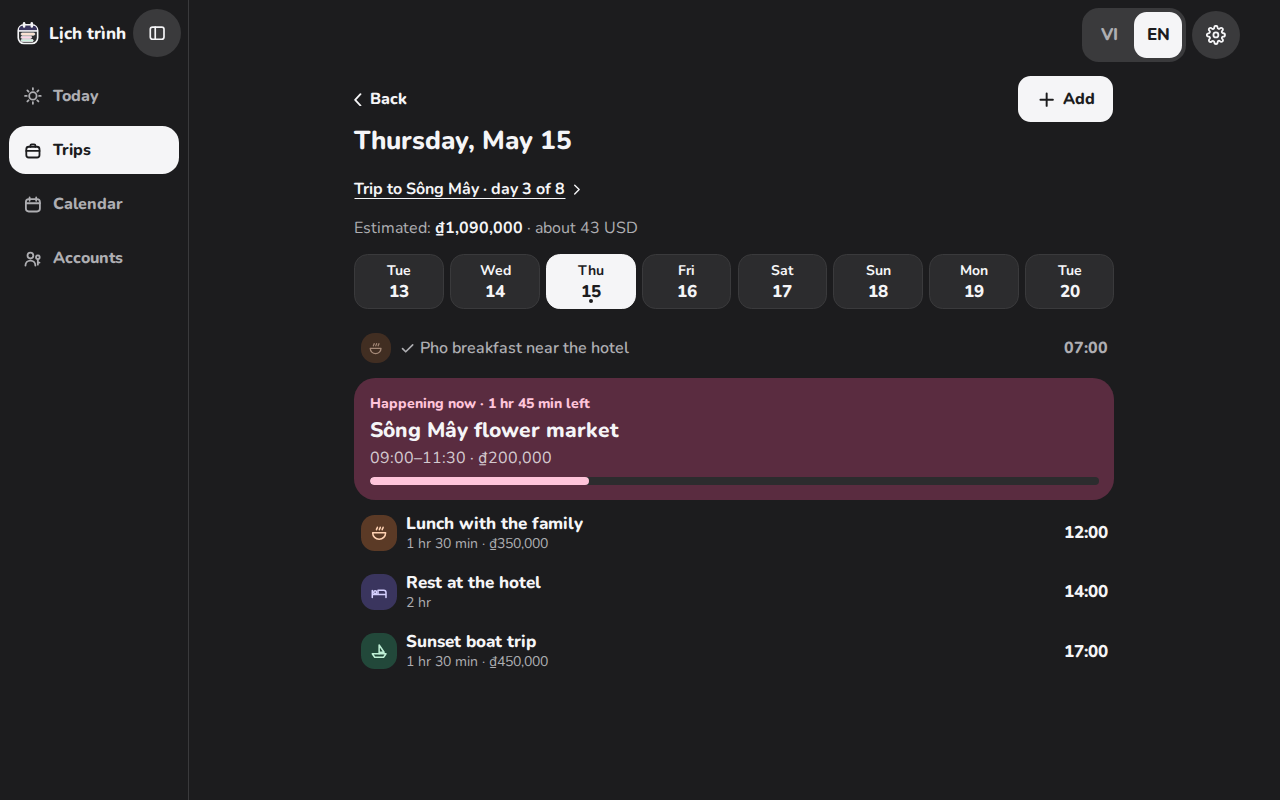 Lịch trình
VI
EN
Today
Trips
Calendar
Accounts
Back
Add
Thursday, May 15
Trip to Sông Mây · day 3 of 8
Estimated: ₫1,090,000 · about 43 USD
Tue
13
Wed
14
Thu
15
Fri
16
Sat
17
Sun
18
Mon
19
Tue
20
Pho breakfast near the hotel
07:00
Happening now · 1 hr 45 min left
Sông Mây flower market
09:00–11:30 · ₫200,000
Lunch with the family
1 hr 30 min · ₫350,000
12:00
Rest at the hotel
2 hr
14:00
Sunset boat trip
1 hr 30 min · ₫450,000
17:00